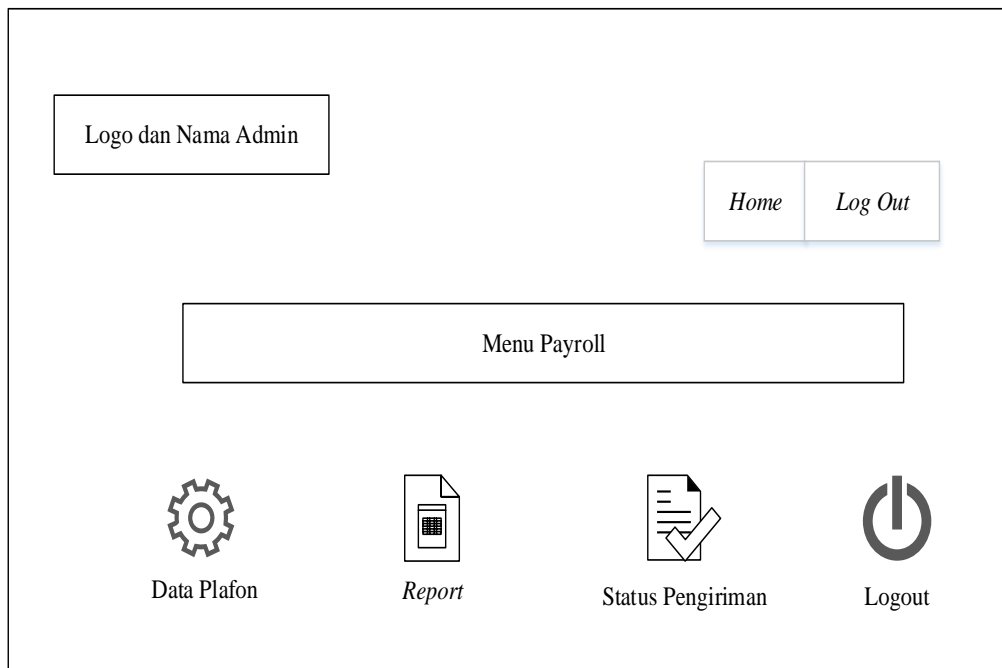 Logo dan Nama Admin
Home
Log Out
Menu Payroll
Data Plafon
Report
Status Pengiriman
Logout